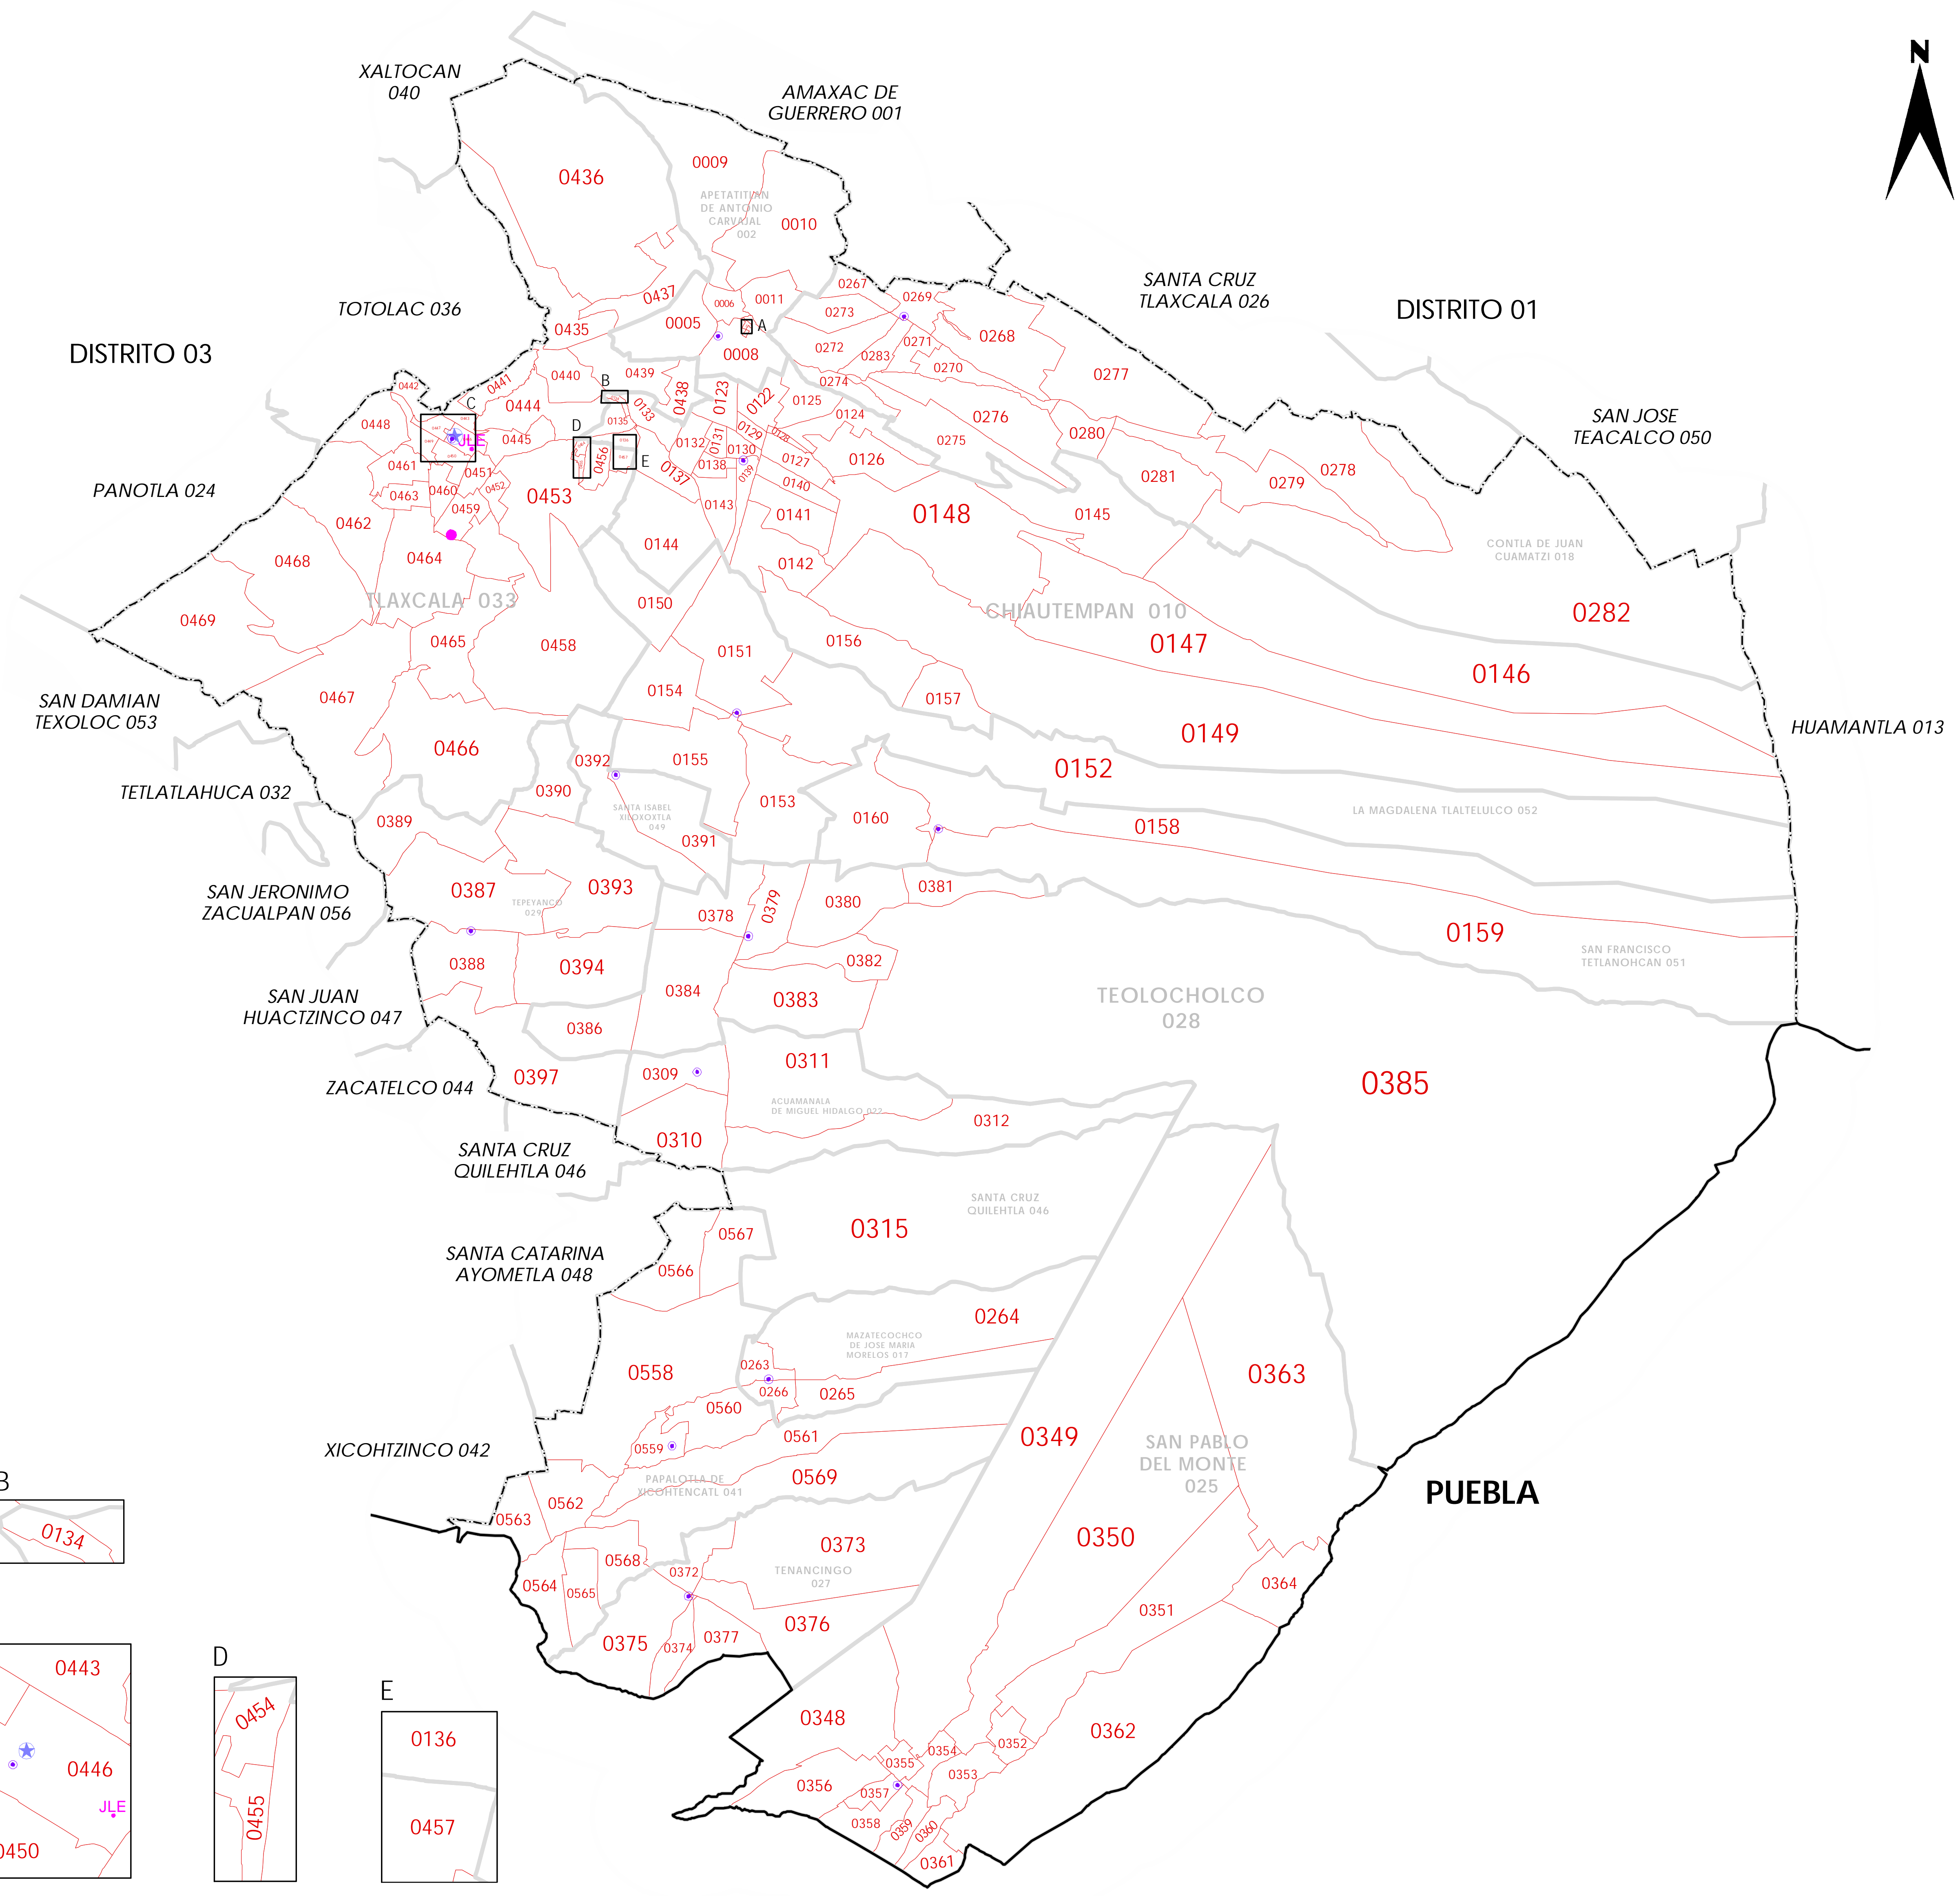 N
XALTOCAN
040
AMAXAC DE
GUERRERO 001
0009
0436
APETATITLAN
DE ANTONIO
CARVAJAL
002
0010
SANTA CRUZ
TLAXCALA 026
DISTRITO 01
TOTOLAC 036
0267
0269
0437
0006
0011
0273
0005
A
0435
0268
0008
0272
0283
0271
DISTRITO 03
0270
0439
0440
0441
0442
B
0438
0123
0122
0274
0277
0125
C
0444
0133
0124
0276
SAN JOSE
TEACALCO 050
0448
D
0135
0129
0128
0280
JLE
0445
0132
0131
0130
0275
0456
E
0138
0127
0126
0461
0451
0137
0139
0281
0278
0279
PANOTLA 024
0463
0460
0452
0453
0140
0459
0143
0141
0148
0145
0462
0144
CONTLA DE JUAN
CUAMATZI 018
0468
0464
0142
TLAXCALA 033
0150
CHIAUTEMPAN 010
0282
0469
0465
0458
0151
0156
0147
0146
SAN DAMIAN
TEXOLOC 053
0467
0154
0157
HUAMANTLA 013
0466
0149
0392
0155
0152
TETLATLAHUCA 032
0390
0153
SANTA ISABEL
XILOXOXTLA
049
LA MAGDALENA TLALTELULCO 052
0389
0160
0158
0391
SAN JERONIMO
ZACUALPAN 056
0387
0393
0381
TEPEYANCO
029
0378
0379
0380
0159
SAN FRANCISCO
TETLANOHCAN 051
0388
0394
0382
0384
0383
TEOLOCHOLCO
028
SAN JUAN
HUACTZINCO 047
0386
0311
0397
0309
0385
ZACATELCO 044
ACUAMANALA
DE MIGUEL HIDALGO 022
0312
0310
SANTA CRUZ
QUILEHTLA 046
SANTA CRUZ
QUILEHTLA 046
0567
0315
SANTA CATARINA
AYOMETLA 048
0566
0264
MAZATECOCHCO
DE JOSE MARIA
MORELOS 017
0263
0558
0363
0266
0265
0560
0561
0349
XICOHTZINCO 042
0559
SAN PABLO
DEL MONTE
025
0569
PAPALOTLA DE
XICOHTENCATL 041
PUEBLA
B
0562
0563
0134
0350
0373
0568
0372
TENANCINGO
027
0564
0565
0364
0351
0376
0375
0374
0377
D
0443
E
0454
0348
0362
0136
0352
0354
0355
0446
0353
0356
0357
JLE
0455
0457
0358
0359
0360
0450
0361